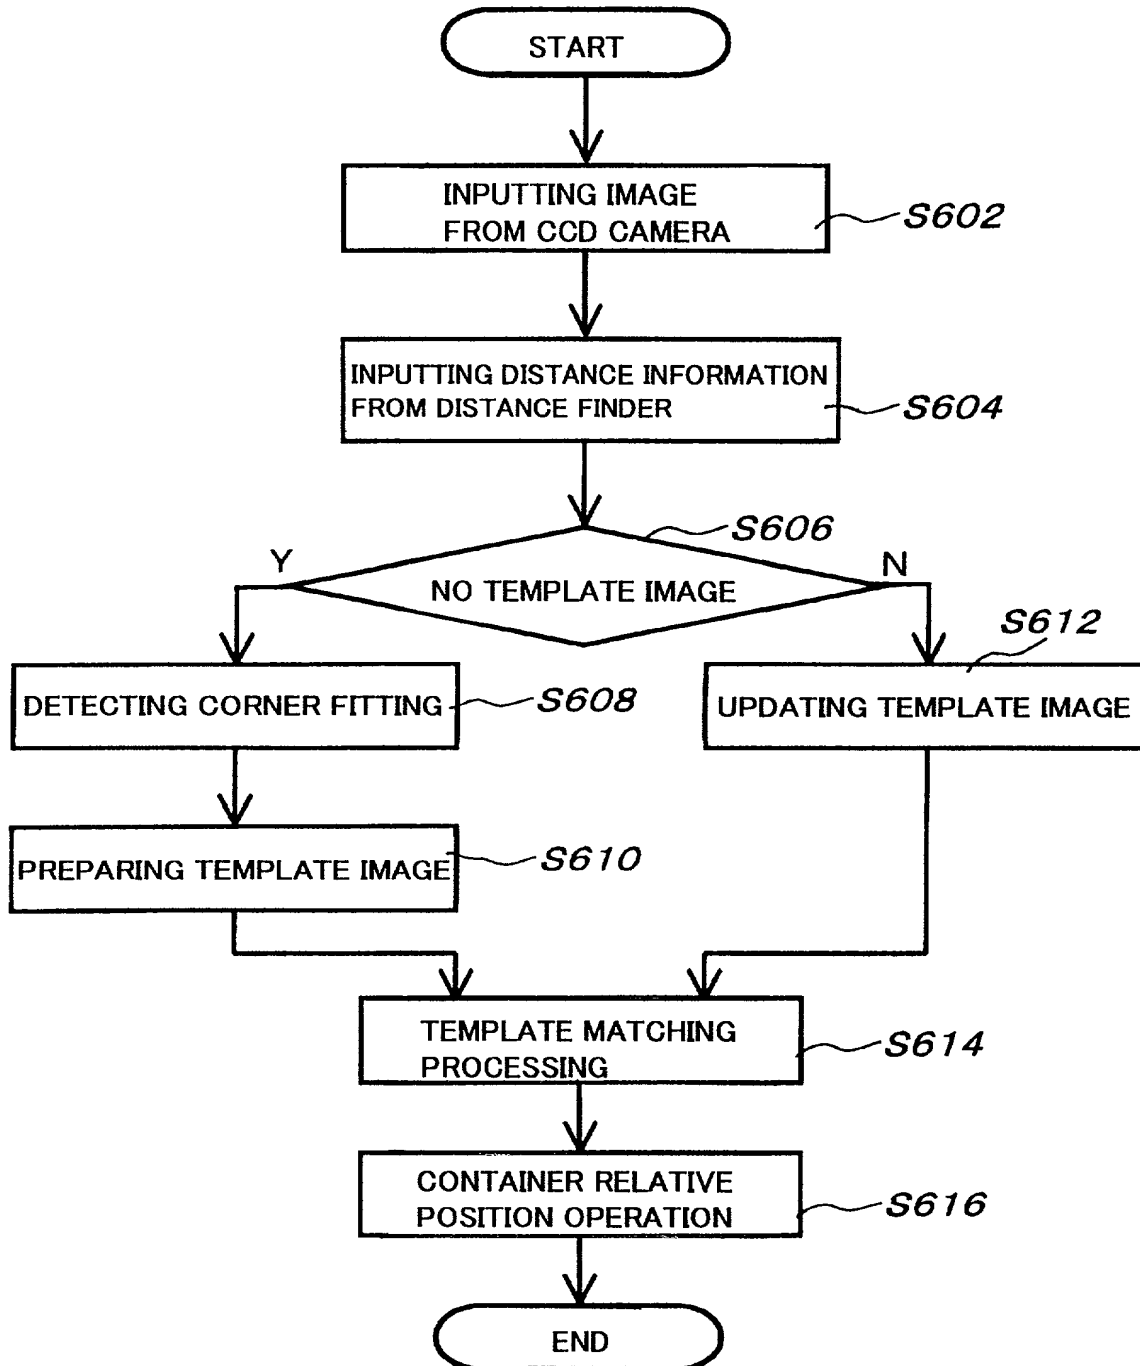 START
INPUTTING IMAGE
FROM CCD CAMERA
S602
INPUTTING DISTANCE INFORMATION
FROM DISTANCE FINDER
S604
S606
Y
NO TEMPLATE IMAGE
N
S612
DETECTING CORNER FITTING
S608
UPDATING TEMPLATE IMAGE
PREPARING TEMPLATE IMAGE
S610
TEMPLATE MATCHING
PROCESSING
S614
CONTAINER RELATIVE
POSITION OPERATION
S616
END